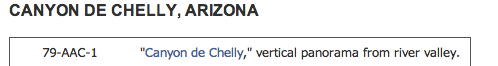 CANYON DE CHELLY, ARIZONA
79-AAC-1 "Canyon de Chelly," vertical panorama from river valley.